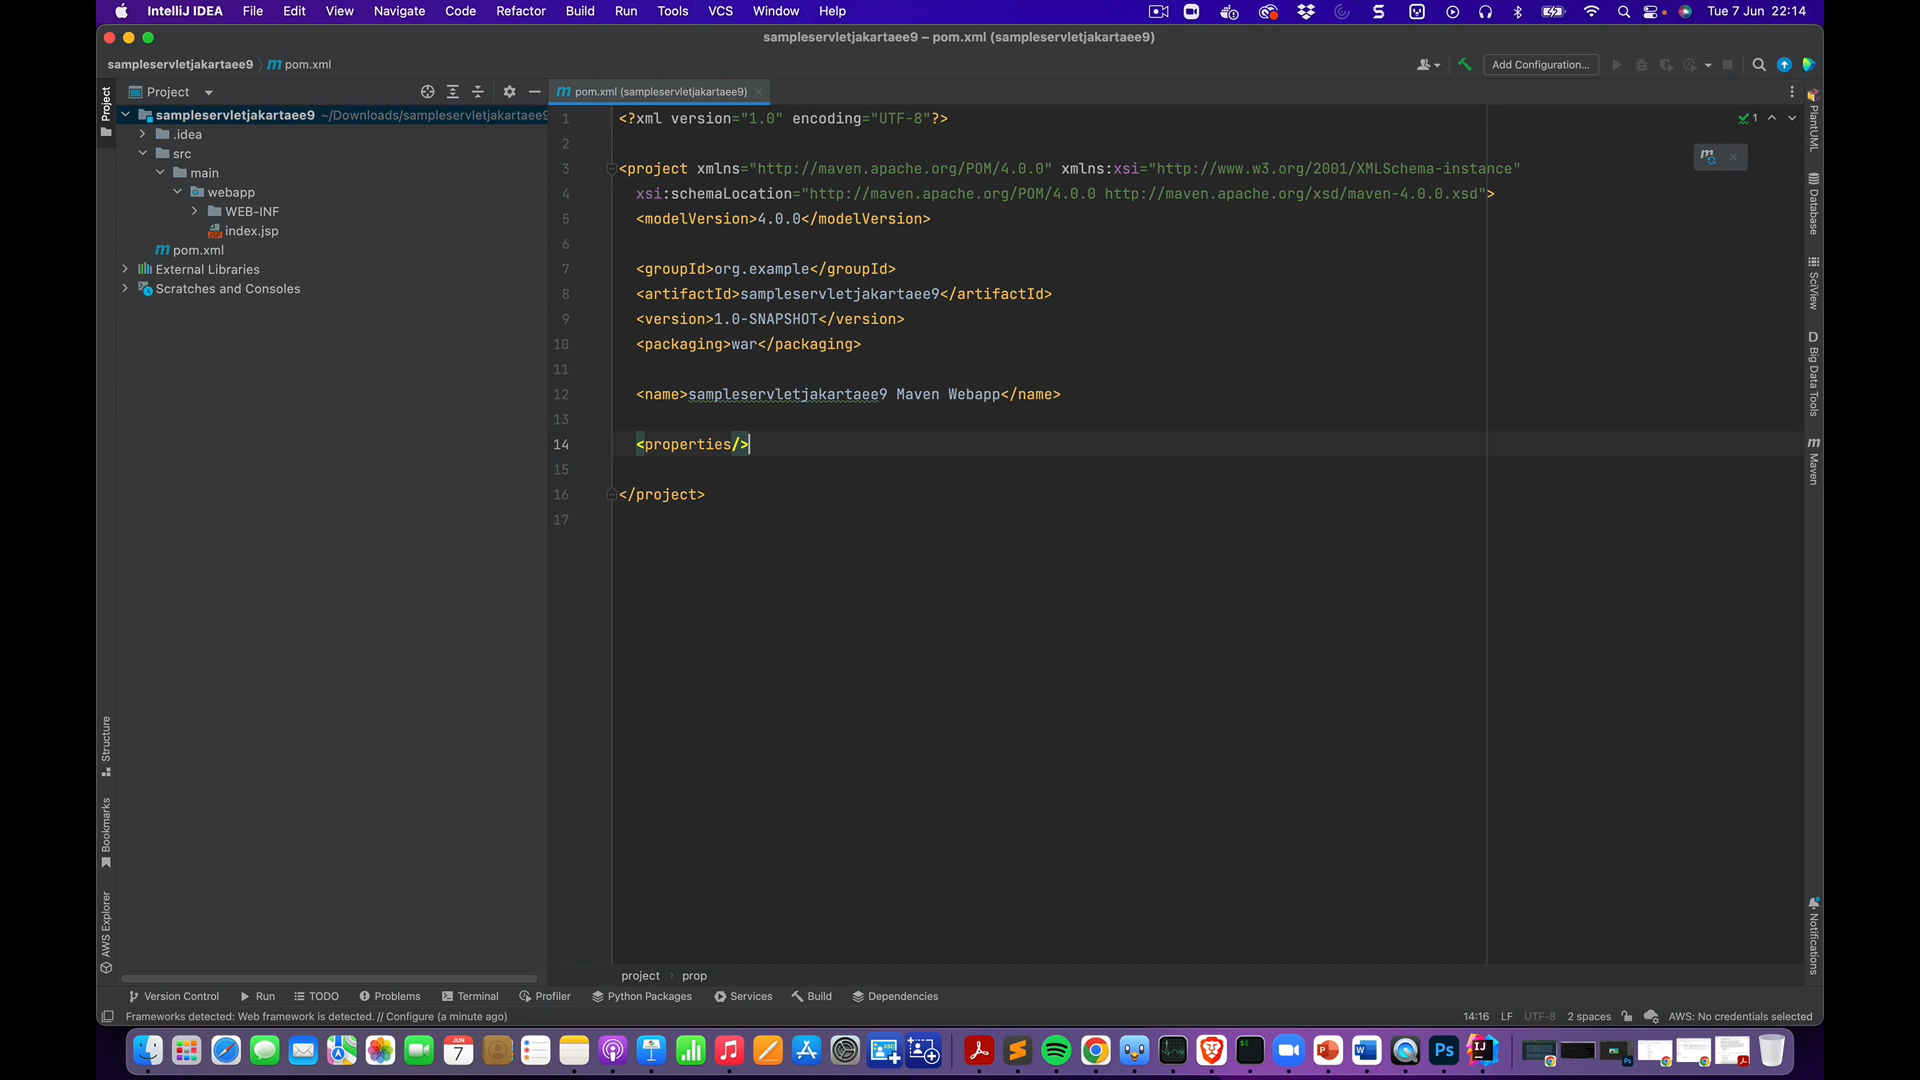 IntelliJ IDEA File Edit View Navigate Code Refactor Build Run Tools VCS Window Help Tue 7 Jun 22:14
sampleservletjakartaee9 – pom.xml (sampleservletjakartaee9)
sampleservletjakartaee9 pom.xml Add Configuration...
Project pom.xml (sampleservletjakartaee9)
sampleservletjakartaee9 ~/Downloads/sampleservletjakartaee9
.idea
src
main
webapp
WEB-INF
index.jsp
pom.xml
External Libraries
Scratches and Consoles
1 <?xml version="1.0" encoding="UTF-8"?>
2
3 <project xmlns="http://maven.apache.org/POM/4.0.0" xmlns:xsi="http://www.w3.org/2001/XMLSchema-instance"
4 xsi:schemaLocation="http://maven.apache.org/POM/4.0.0 http://maven.apache.org/xsd/maven-4.0.0.xsd">
5 <modelVersion>4.0.0</modelVersion>
6
7 <groupId>org.example</groupId>
8 <artifactId>sampleservletjakartaee9</artifactId>
9 <version>1.0-SNAPSHOT</version>
10 <packaging>war</packaging>
11
12 <name>sampleservletjakartaee9 Maven Webapp</name>
13
14 <properties/>
15
16 </project>
17
1
Project
Structure
Bookmarks
AWS Explorer
PlantUML
Database
SciView
D Big Data Tools
Maven
Notifications
project prop
Version Control Run TODO Problems Terminal Profiler Python Packages Services Build Dependencies
Frameworks detected: Web framework is detected. // Configure (a minute ago) 14:16 LF UTF-8 2 spaces AWS: No credentials selected
JUN
7